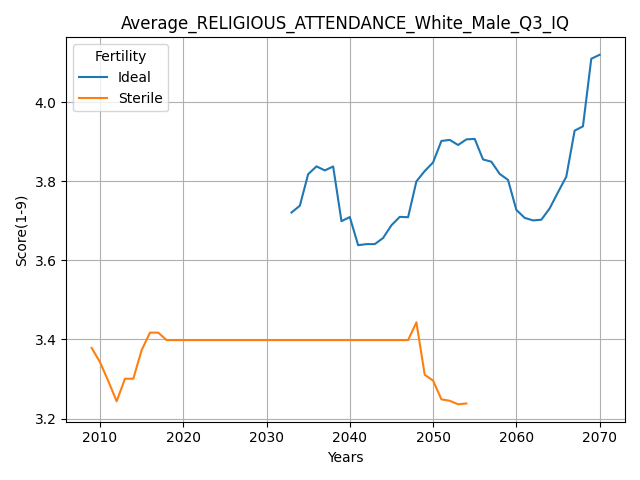 Average_RELIGIOUS_ATTENDANCE_White_Male_Q3_IQ
Fertility
Ideal
Sterile
Score(1-9)
4.0
3.8
3.6
3.4
3.2
2010 2020 2030 2040 2050 2060 2070
Years